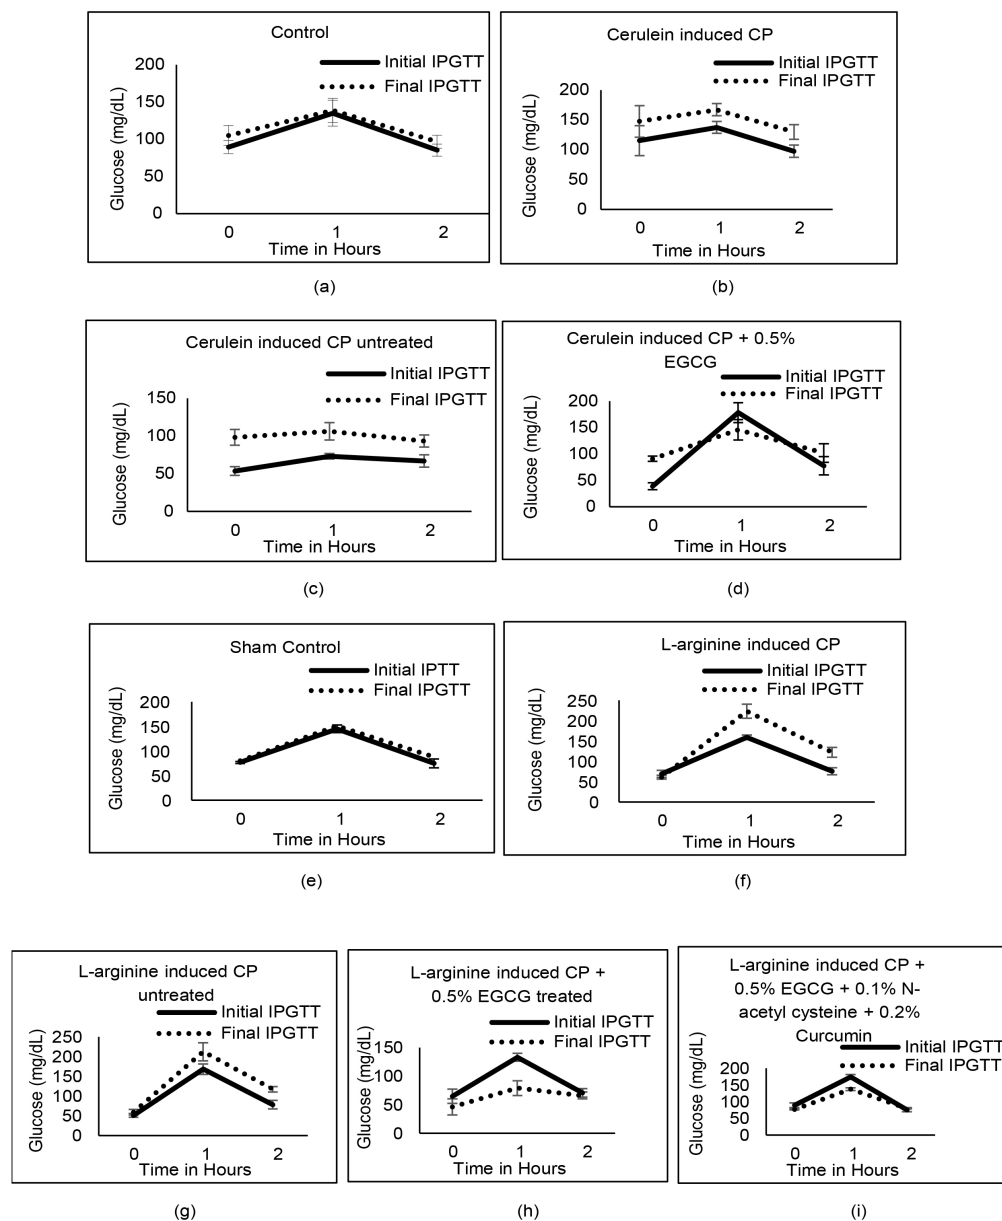 Control
Initial IPGTT
Final IPGTT
Glucose (mg/dL)
200
150
100
50
0
0 1 2
Time in Hours
(a)
Cerulein induced CP
Initial IPGTT
Final IPGTT
Glucose (mg/dL)
200
150
100
50
0
0 1 2
Time in Hours
(b)
Cerulein induced CP untreated
Initial IPGTT
Final IPGTT
Glucose (mg/dL)
150
100
50
0
0 1 2
Time in Hours
(c)
Cerulein induced CP + 0.5%
EGCG
Initial IPGTT
Final IPGTT
Glucose (mg/dL)
200
150
100
50
0
0 1 2
Time in Hours
(d)
Sham Control
Initial IPTT
Final IPGTT
Glucose (mg/dL)
200
150
100
50
0
0 1 2
Time in Hours
(e)
L-arginine induced CP
Initial IPGTT
Final IPGTT
Glucose (mg/dL)
250
200
150
100
50
0
0 1 2
Time in Hours
(f)
L-arginine induced CP
untreated
Initial IPGTT
Final IPGTT
Glucose (mg/dL)
250
200
150
100
50
0
0 1 2
Time in Hours
(g)
L-arginine induced CP +
0.5% EGCG treated
Initial IPGTT
Final IPGTT
Glucose (mg/dL)
150
100
50
0
0 1 2
Time in Hours
(h)
L-arginine induced CP +
0.5% EGCG + 0.1% N-
acetyl cysteine + 0.2%
Curcumin
Initial IPGTT
Final IPGTT
Glucose (mg/dL)
200
150
100
50
0
0 1 2
Time in Hours
(i)